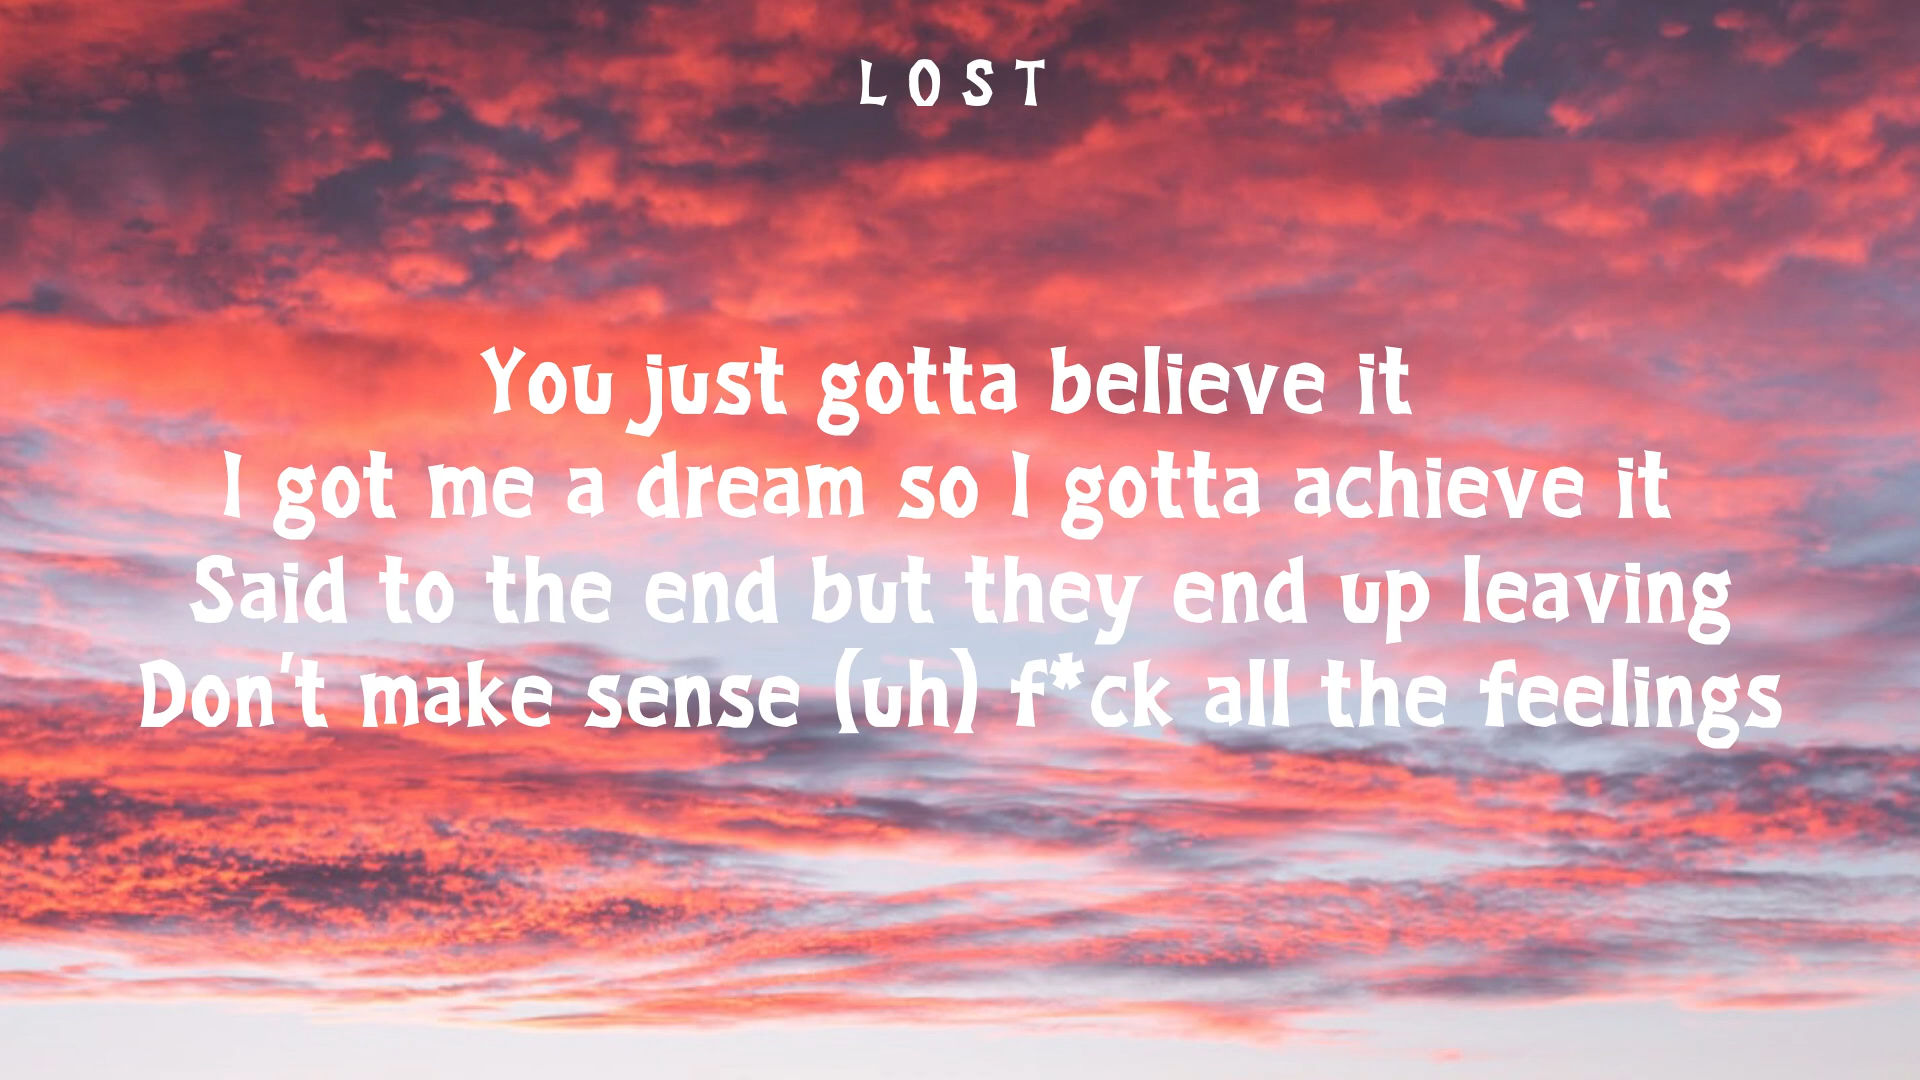 LOST
You just gotta believe it
I got me a dream so I gotta achieve it
Said to the end but they end up leaving
Don't make sense (uh) f*ck all the feelings